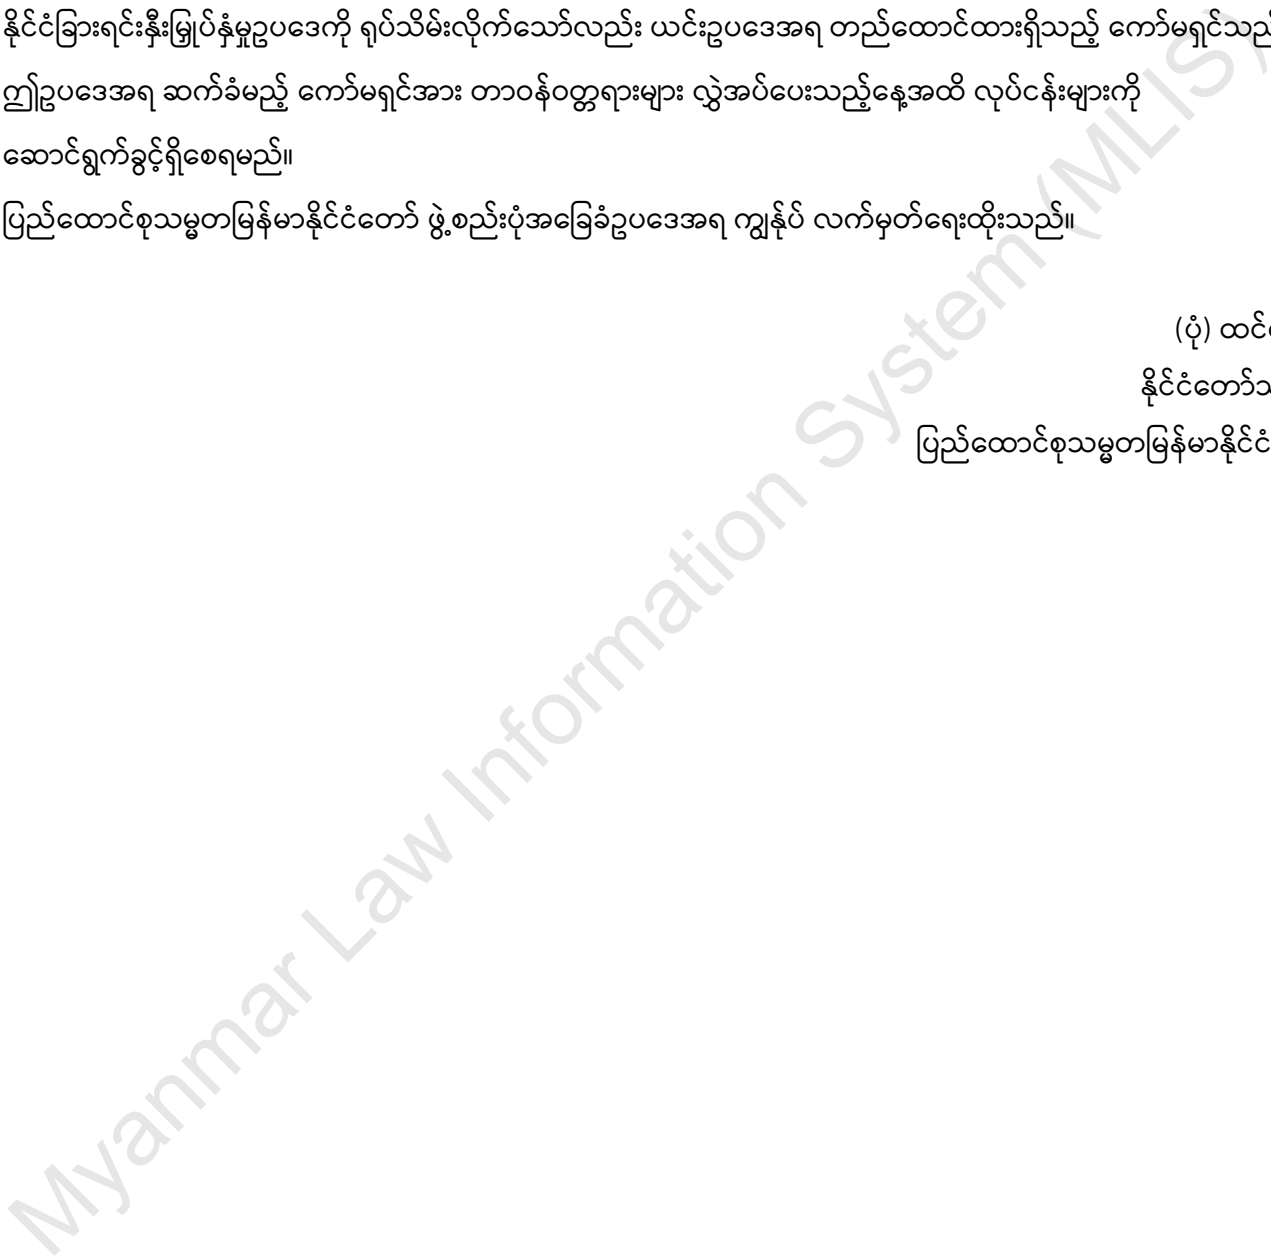 နိုင်ငံခြားရင်းနှီးမြှုပ်နှံမှုဥပဒေကို ရုပ်သိမ်းလိုက်သော်လည်း ယင်းဥပဒေအရ တည်ထောင်ထားရှိသည့် ကော်မရှင်သည်
ဤဥပဒေအရ ဆက်ခံမည့် ကော်မရှင်အား တာဝန်ဝတ္တရားများ လွှဲအပ်ပေးသည့်နေ့အထိ လုပ်ငန်းများကို
ဆောင်ရွက်ခွင့်ရှိစေရမည်။
ပြည်ထောင်စုသမ္မတမြန်မာနိုင်ငံတော် ဖွဲ့စည်းပုံအခြေခံဥပဒေအရ ကျွန်ုပ် လက်မှတ်ရေးထိုးသည်။
(ပုံ) ထင်
နိုင်ငံတော်
ပြည်ထောင်စုသမ္မတမြန်မာနိုင်ငံ
Myanmar Law Information System (MLIS)